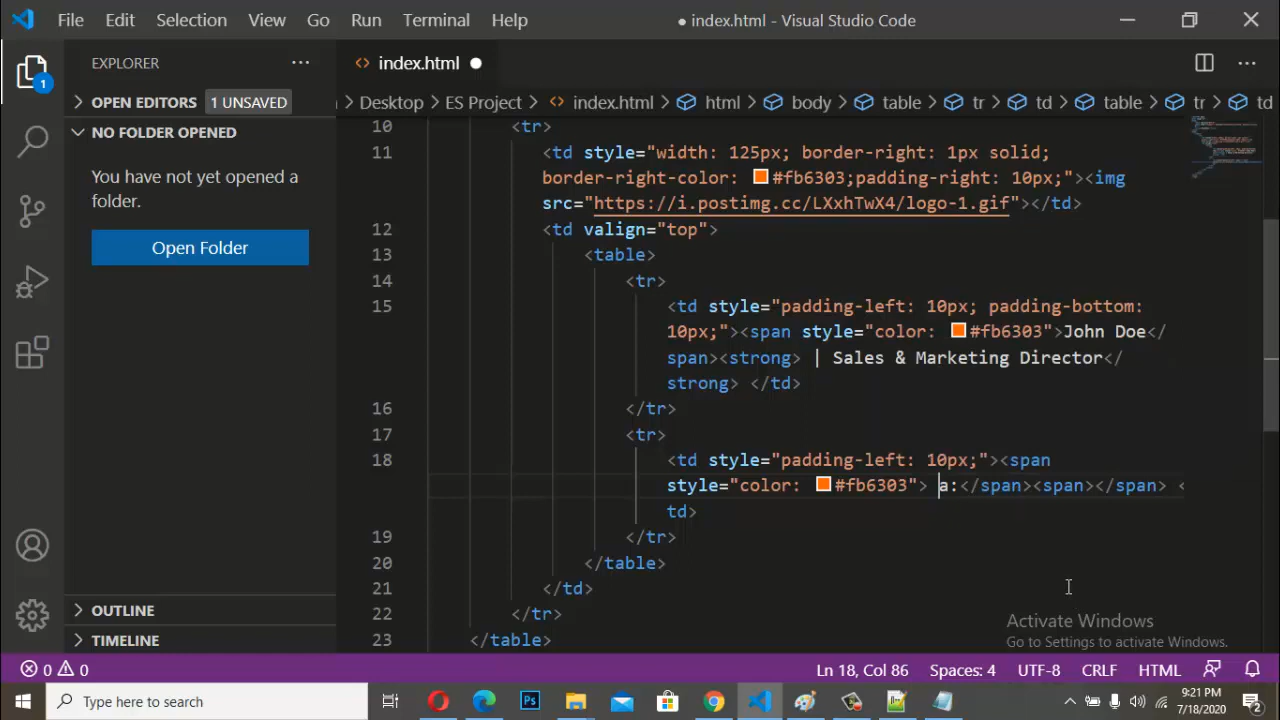 File Edit Selection View Go Run Terminal Help ● index.html - Visual Studio Code
EXPLORER ···
index.html
1
OPEN EDITORS 1 UNSAVED
Desktop > ES Project > index.html > html > body > table > tr > td > table > tr > td
NO FOLDER OPENED
You have not yet opened a
folder.
Open Folder
10 <tr>
11 <td style="width: 125px; border-right: 1px solid;
border-right-color: #fb6303;padding-right: 10px;"><img
src="https://i.postimg.cc/LXxhTwX4/logo-1.gif"></td>
12 <td valign="top">
13 <table>
14 <tr>
15 <td style="padding-left: 10px; padding-bottom:
10px;"><span style="color: #fb6303">John Doe</
span><strong> | Sales & Marketing Director</
strong> </td>
16 </tr>
17 <tr>
18 <td style="padding-left: 10px;"><span
style="color: #fb6303"> a:</span><span></span> <
td>
19 </tr>
20 </table>
21 </td>
22 </tr>
23 </table>
OUTLINE
TIMELINE
Activate Windows
Go to Settings to activate Windows.
0 0
Ln 18, Col 86 Spaces: 4 UTF-8 CRLF HTML
Type here to search
Ps
9:21 PM
7/18/2020
2